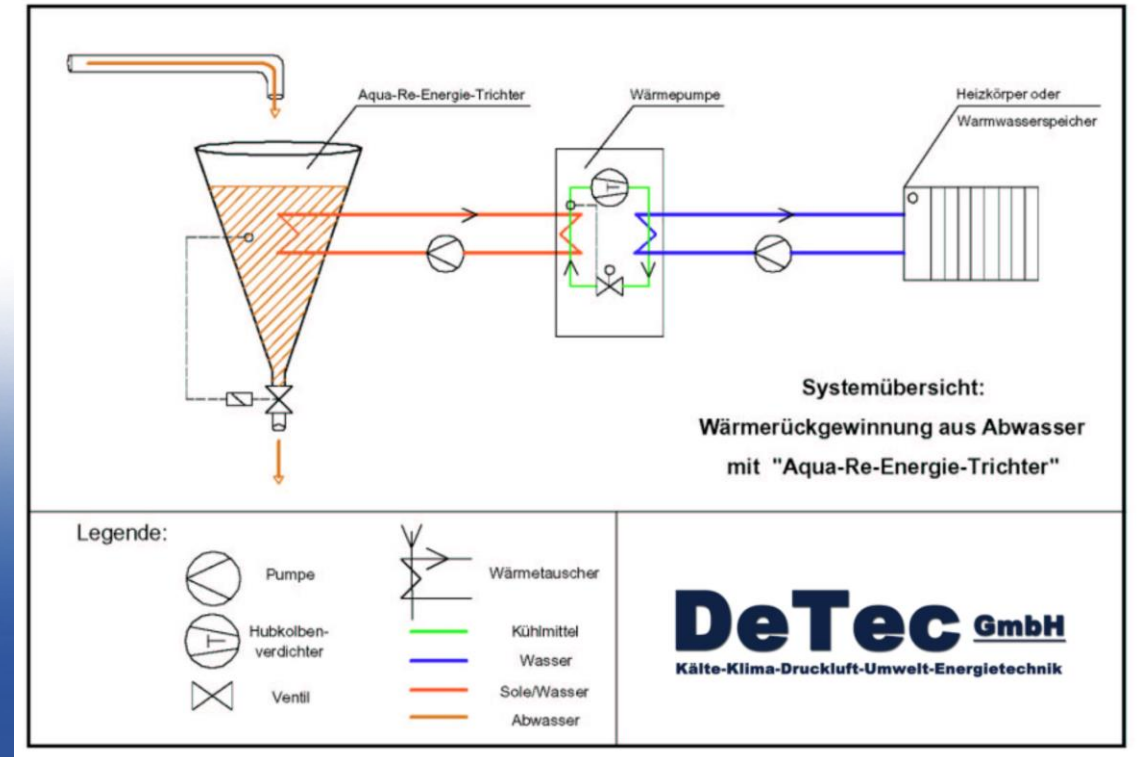 Aqua-Re-Energie-Trichter
Wärmepumpe
Heizkörper oder
Warmwasserspeicher
T
Systemübersicht:
Wärmerückgewinnung aus Abwasser
mit "Aqua-Re-Energie-Trichter"
Legende:
Pumpe
T
Hubkolben-
verdichter
Ventil
Wärmetauscher
Kühlmittel
Wasser
Sole/Wasser
Abwasser
DeTec GmbH
Kälte-Klima-Druckluft-Umwelt-Energietechnik